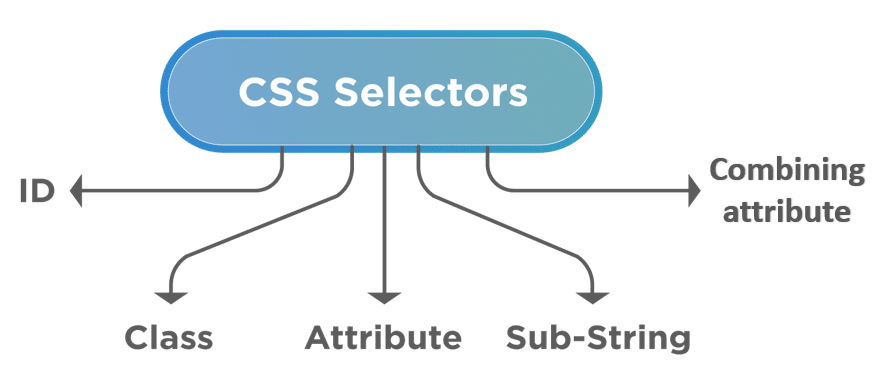 CSS Selectors
ID
Combining
attribute
Class
Attribute
Sub-String